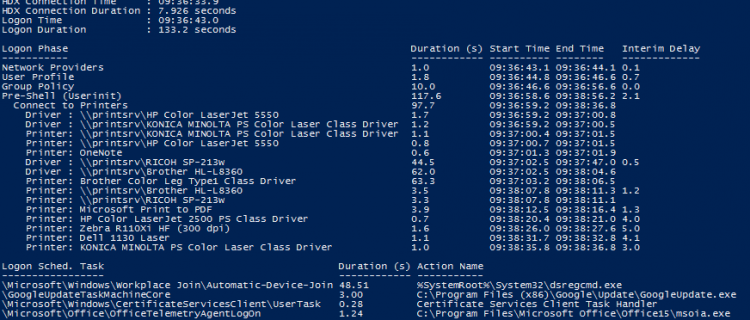 HDX Connection Time : 09:36:33.9
HDX Connection Duration : 7.926 seconds
Logon Time : 09:36:43.0
Logon Duration : 133.2 seconds
Logon Phase Duration (s) Start Time End Time Interim Delay
----------- ------------ ---------- -------- -------------
Network Providers 1.0 09:36:43.1 09:36:44.1 0.1
User Profile 1.8 09:36:44.8 09:36:46.6 0.7
Group Policy 10.0 09:36:46.6 09:36:56.6 0.0
Pre-Shell (Userinit) 117.6 09:36:58.6 09:38:56.2 2.1
Connect to Printers 97.7 09:36:59.2 09:38:36.8
Driver : \\printsrv\HP Color LaserJet 5550 1.7 09:36:59.2 09:37:00.8
Driver : \\printsrv\KONICA MINOLTA PS Color Laser Class Driver 1.2 09:36:59.2 09:37:00.5
Printer: \\printsrv\KONICA MINOLTA PS Color Laser Class Driver 1.1 09:37:00.4 09:37:01.5
Printer: \\printsrv\HP Color LaserJet 5550 0.8 09:37:00.7 09:37:01.5
Printer: OneNote 0.6 09:37:01.3 09:37:01.9
Driver : \\printsrv\RICOH SP-213w 44.5 09:37:02.5 09:37:47.0 0.5
Driver : \\printsrv\Brother HL-L8360 62.0 09:37:02.5 09:38:04.6
Printer: Brother Color Leg Type1 Class Driver 63.3 09:37:03.2 09:38:06.5
Printer: \\printsrv\Brother HL-L8360 3.5 09:38:07.8 09:38:11.3 1.2
Printer: \\printsrv\RICOH SP-213w 3.3 09:38:07.8 09:38:11.1
Printer: Microsoft Print to PDF 3.9 09:38:12.5 09:38:16.4 1.3
Printer: HP Color LaserJet 2500 PS Class Driver 0.7 09:38:20.4 09:38:21.0 4.0
Printer: Zebra R110Xi HF (300 dpi) 1.6 09:38:26.0 09:38:27.6 5.0
Printer: Dell 1130 Laser 1.1 09:38:31.7 09:38:32.8 4.1
Printer: KONICA MINOLTA PS Color Laser Class Driver 1.0 09:38:35.8 09:38:36.8 3.0
Logon Sched. Task Duration (s) Action Name
----------------- ------------ -----------
\Microsoft\Windows\Workplace Join\Automatic-Device-Join 48.51 %SystemRoot%\System32\dsregcmd.exe
\GoogleUpdateTaskMachineCore 3.00 C:\Program Files (x86)\Google\Update\GoogleUpdate.exe
\Microsoft\Windows\CertificateServicesClient\UserTask 0.28 Certificate Services Client Task Handler
\Microsoft\Office\OfficeTelemetryAgentLogOn 1.24 C:\Program Files\Microsoft Office\Office15\msoia.exe